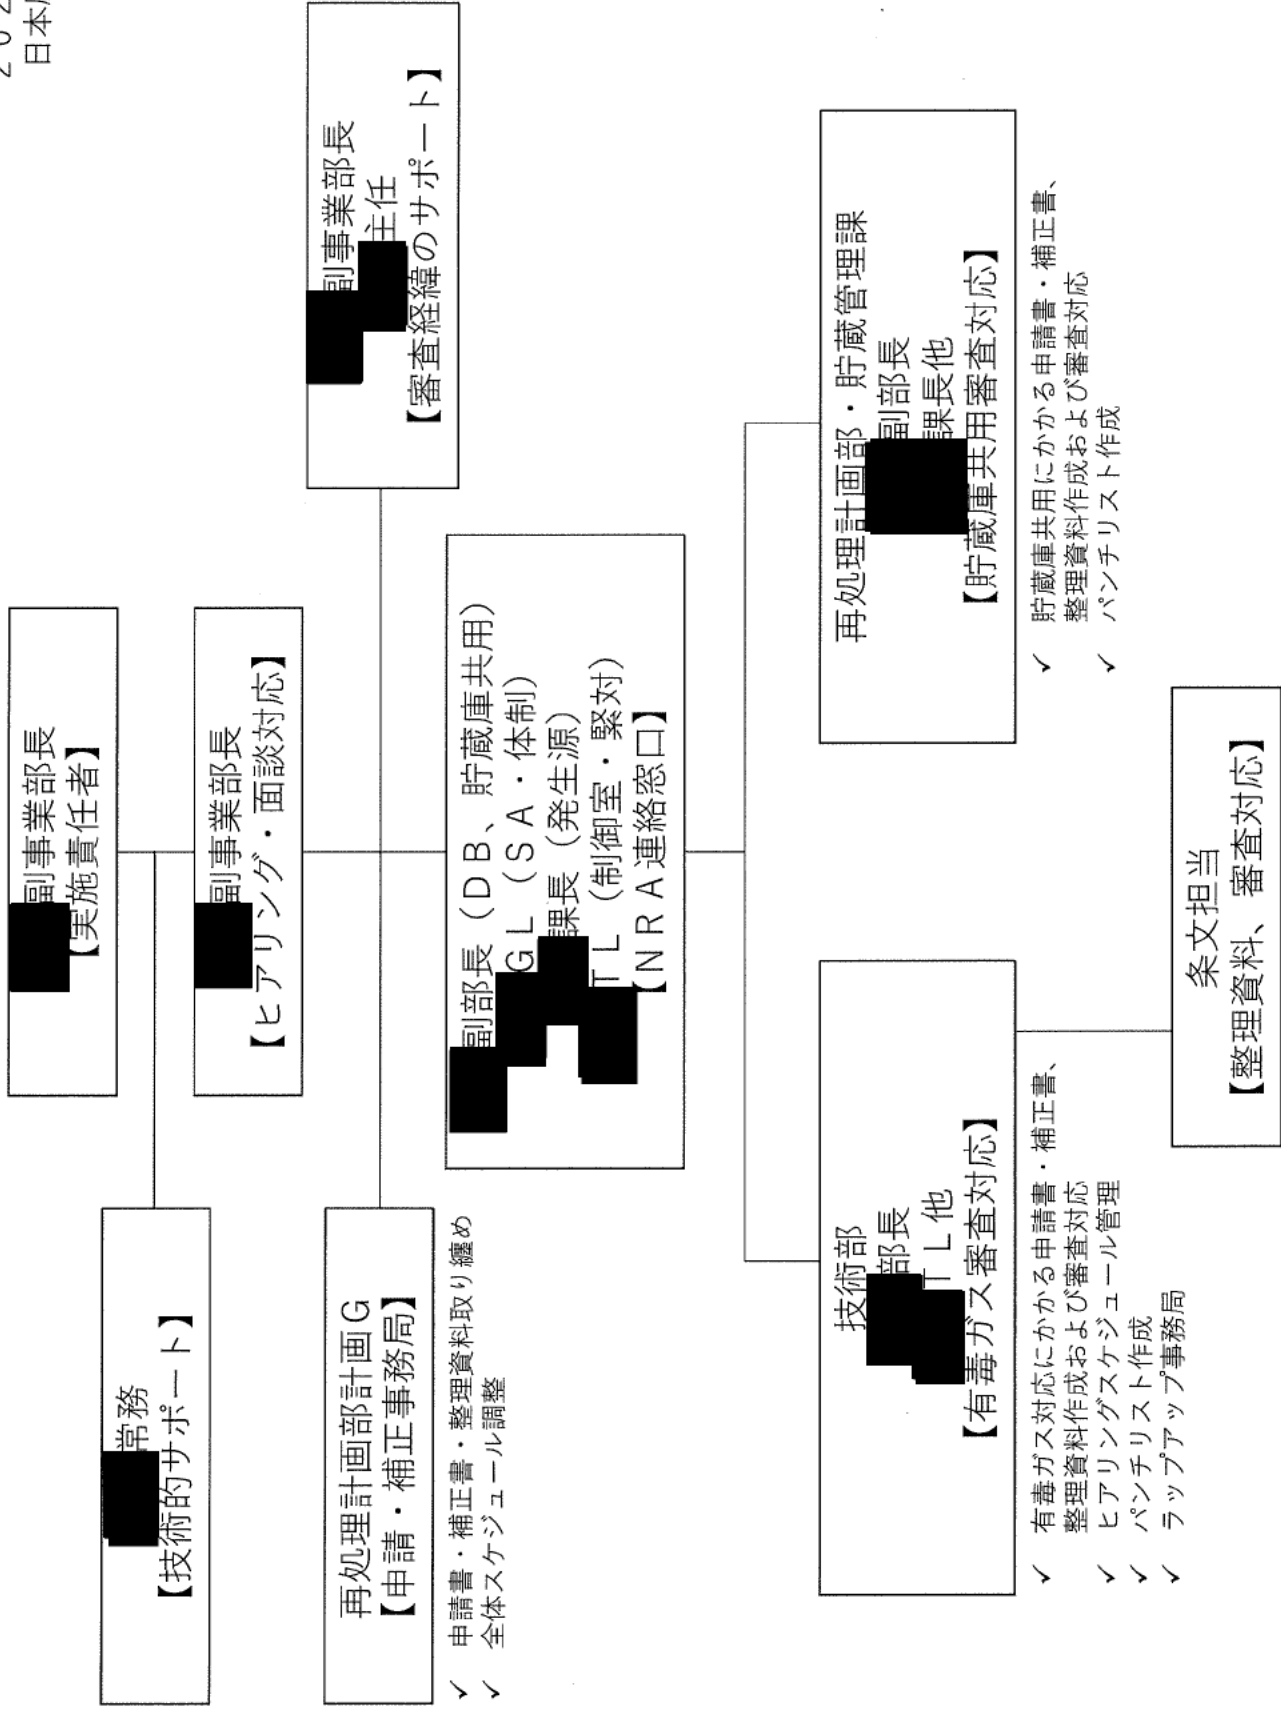 ２０２
日本
副事業部長
【実施責任者】
常務
【技術的サポート】
副事業部長
【ヒアリング・面談対応】
副事業部長
主任
【審査経緯のサポート】
再処理計画部計画Ｇ
【申請・補正事務局】
✓ 申請書・補正書・整理資料取り纏め
✓ 全体スケジュール調整
副部長（ＤＢ、貯蔵庫共用）
ＧＬ（ＳＡ・体制）
課長（発生源）
ＴＬ（制御室・緊対）
【ＮＲＡ連絡窓口】
技術部
部長
ＴＬ他
【有毒ガス審査対応】
✓ 有毒ガス対応にかかる申請書・補正書、
整理資料作成および審査対応
✓ ヒアリングスケジュール管理
✓ パンチリスト作成
✓ ラップアップ事務局
再処理計画部・貯蔵管理課
副部長
課長他
【貯蔵庫共用審査対応】
✓ 貯蔵庫共用にかかる申請書・補正書、
整理資料作成および審査対応
✓ パンチリスト作成
条文担当
【整理資料、審査対応】